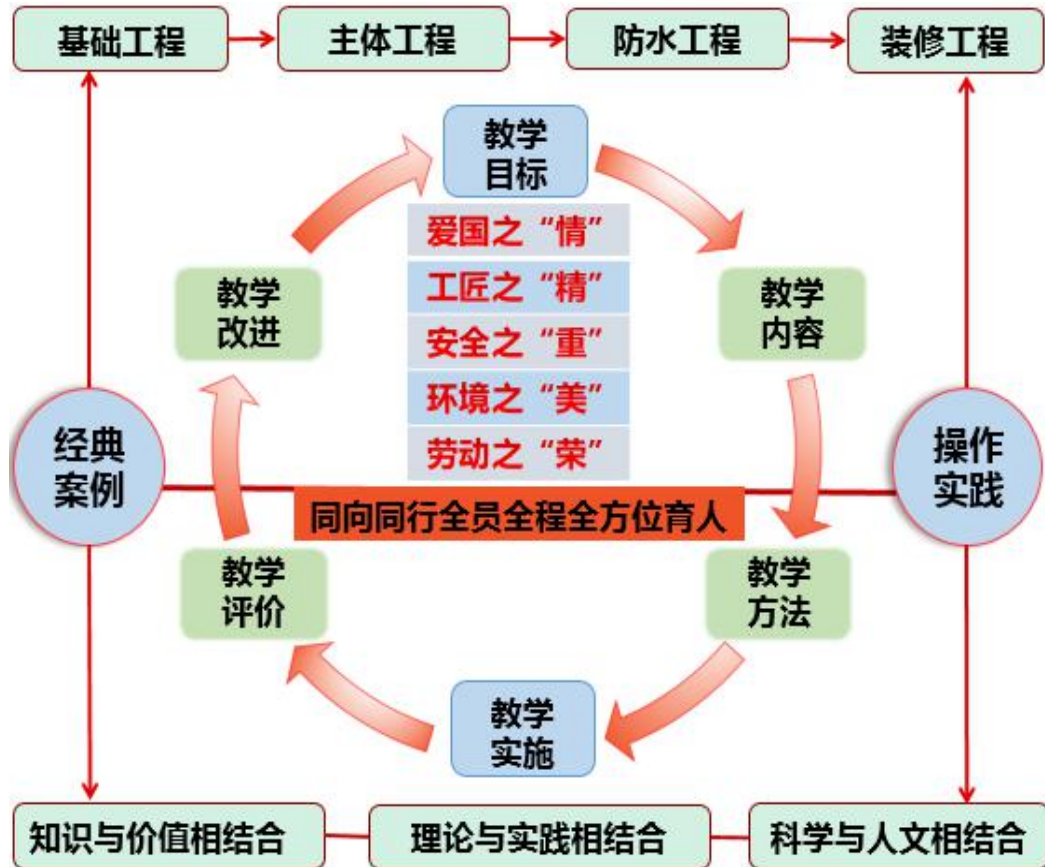 基础工程
主体工程
防水工程
装修工程
教学
目标
爱国之“情”
工匠之“精”
安全之“重”
环境之“美”
劳动之“荣”
教学
改进
教学
内容
经典
案例
操作
实践
同向同行全员全程全方位育人
教学
评价
教学
方法
教学
实施
知识与价值相结合
理论与实践相结合
科学与人文相结合